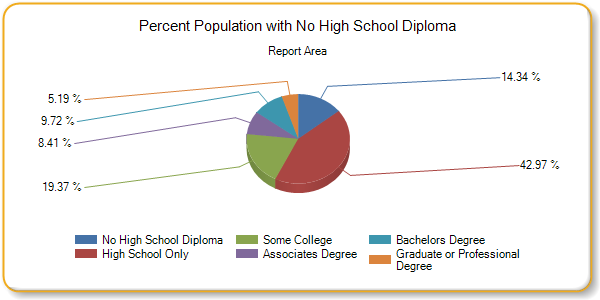 Percent Population with No High School Diploma
Report Area
14.34 %
5.19 %
9.72 %
8.41 %
42.97 %
19.37 %
No High School Diploma
Some College
Bachelors Degree
High School Only
Associates Degree
Graduate or Professional
Degree